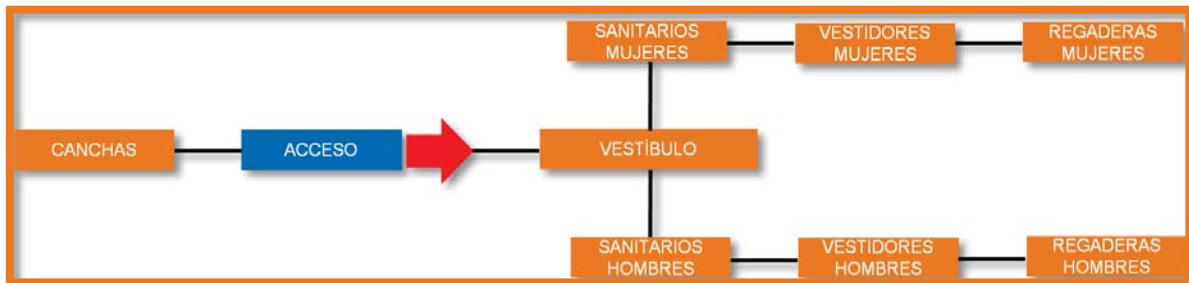 SANITARIOS
MUJERES
VESTIDORES
MUJERES
REGADERAS
MUJERES
CANCHAS
ACCESO
VESTÍBULO
SANITARIOS
HOMBRES
VESTIDORES
HOMBRES
REGADERAS
HOMBRES